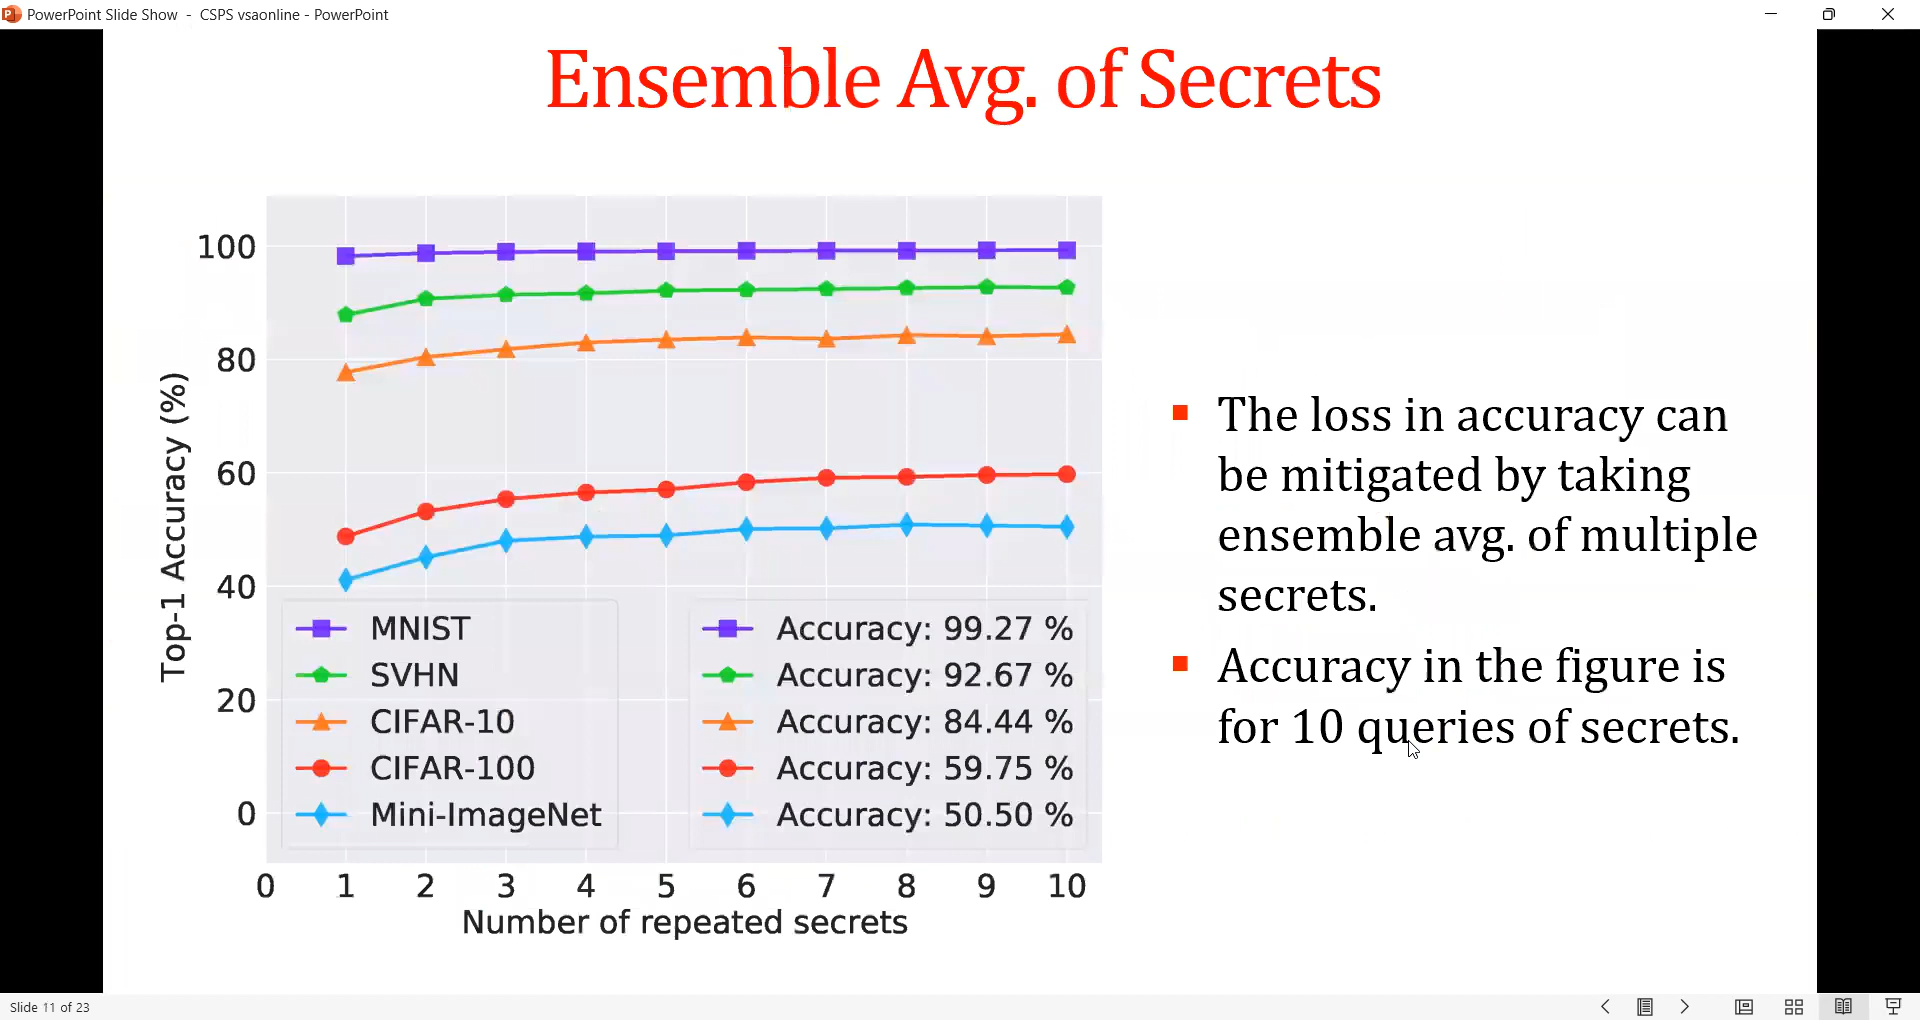 PowerPoint Slide Show - CSPS vsaonline - PowerPoint
Ensemble Avg. of Secrets
Top-1 Accuracy (%)
100
80
60
40
20
0
MNIST
SVHN
CIFAR-10
CIFAR-100
Mini-ImageNet
Accuracy: 99.27 %
Accuracy: 92.67 %
Accuracy: 84.44 %
Accuracy: 59.75 %
Accuracy: 50.50 %
0 1 2 3 4 5 6 7 8 9 10
Number of repeated secrets
The loss in accuracy can
be mitigated by taking
ensemble avg. of multiple
secrets.
Accuracy in the figure is
for 10 queries of secrets.
Slide 11 of 23